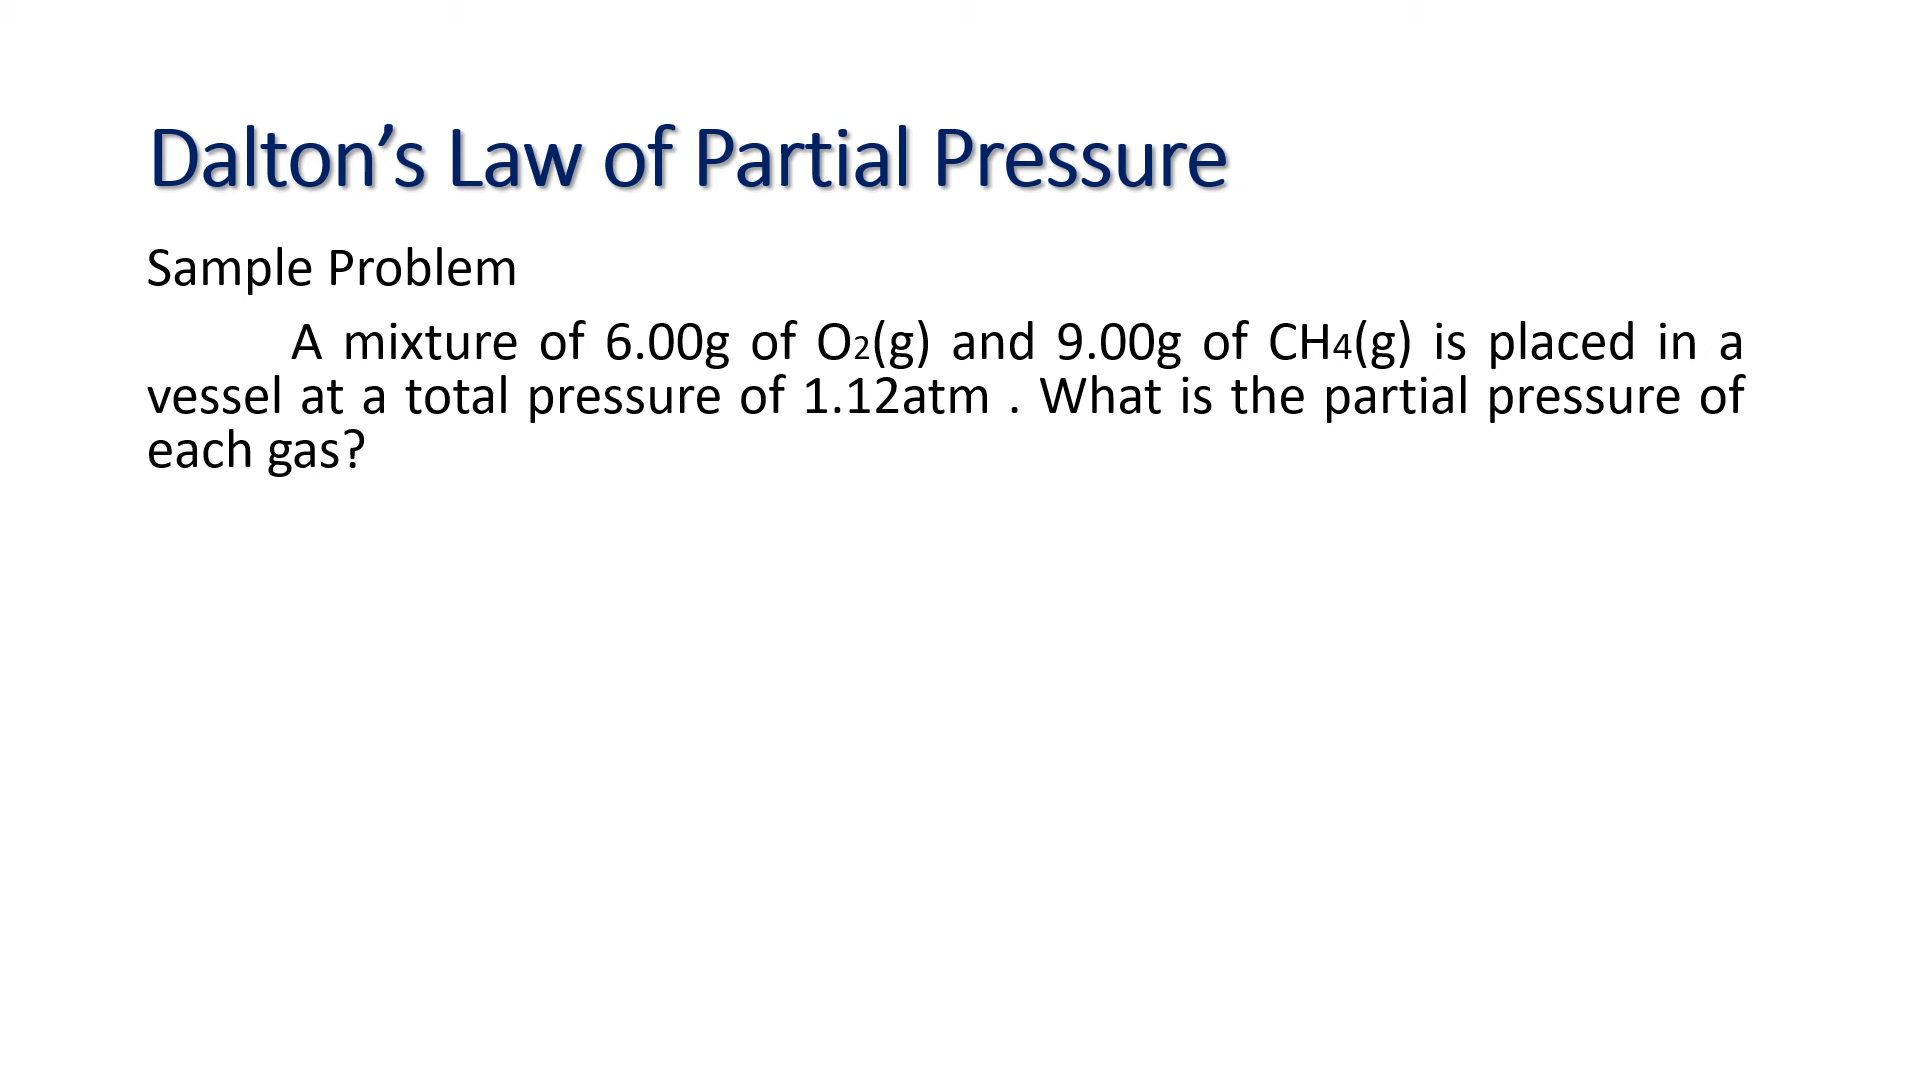 Dalton’s Law of Partial Pressure
Sample Problem
A mixture of 6.00g of O2(g) and 9.00g of CH4(g) is placed in a
vessel at a total pressure of 1.12atm . What is the partial pressure of
each gas?